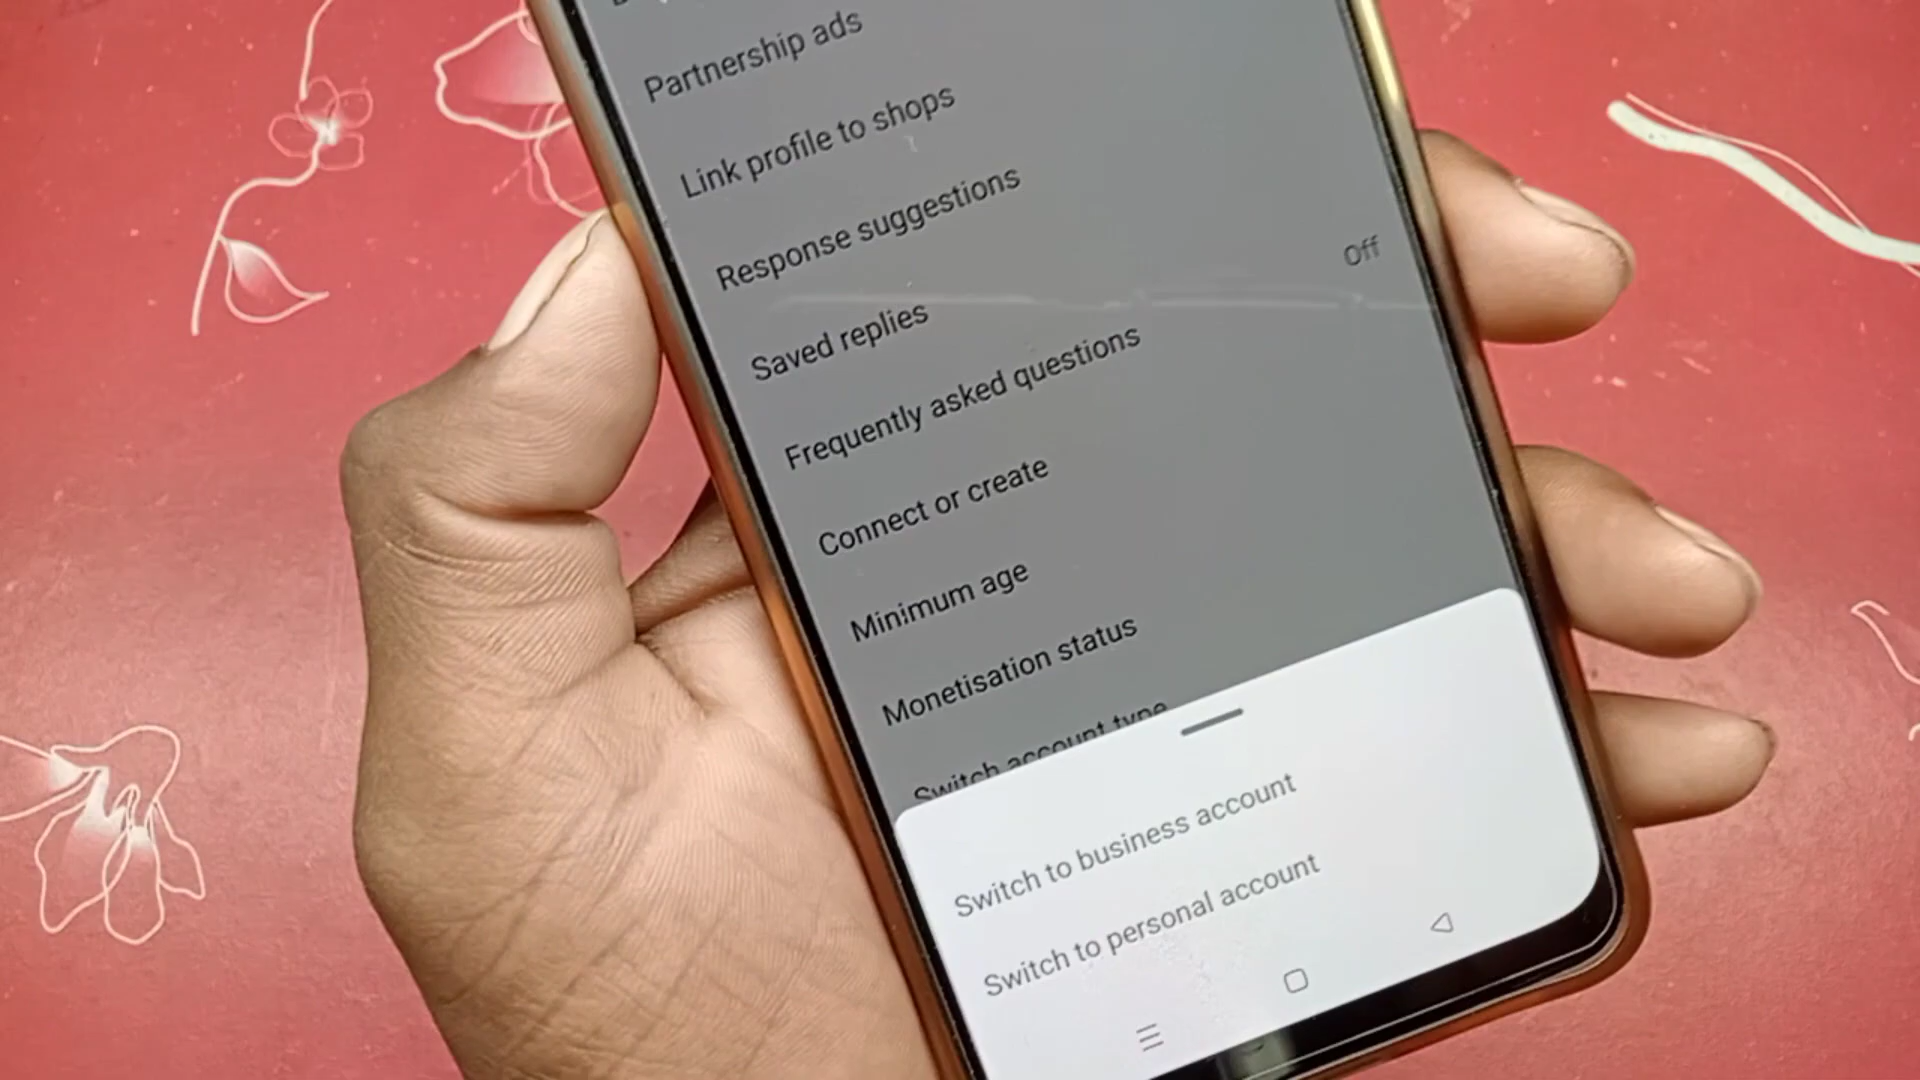 Partnership ads
Link profile to shops
Response suggestions
Off
Saved replies
Frequently asked questions
Connect or create
Minimum age
Monetisation status
Switch account type
Switch to business account
Switch to personal account